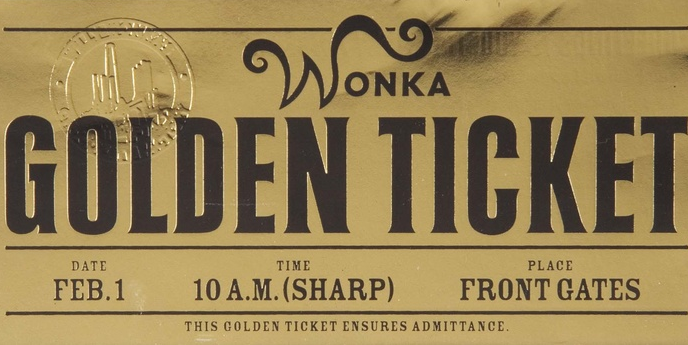 WONKA
GOLDEN TICKET
DATE TIME PLACE
FEB.1 10 A.M.(SHARP) FRONT GATES
THIS GOLDEN TICKET ENSURES ADMITTANCE.